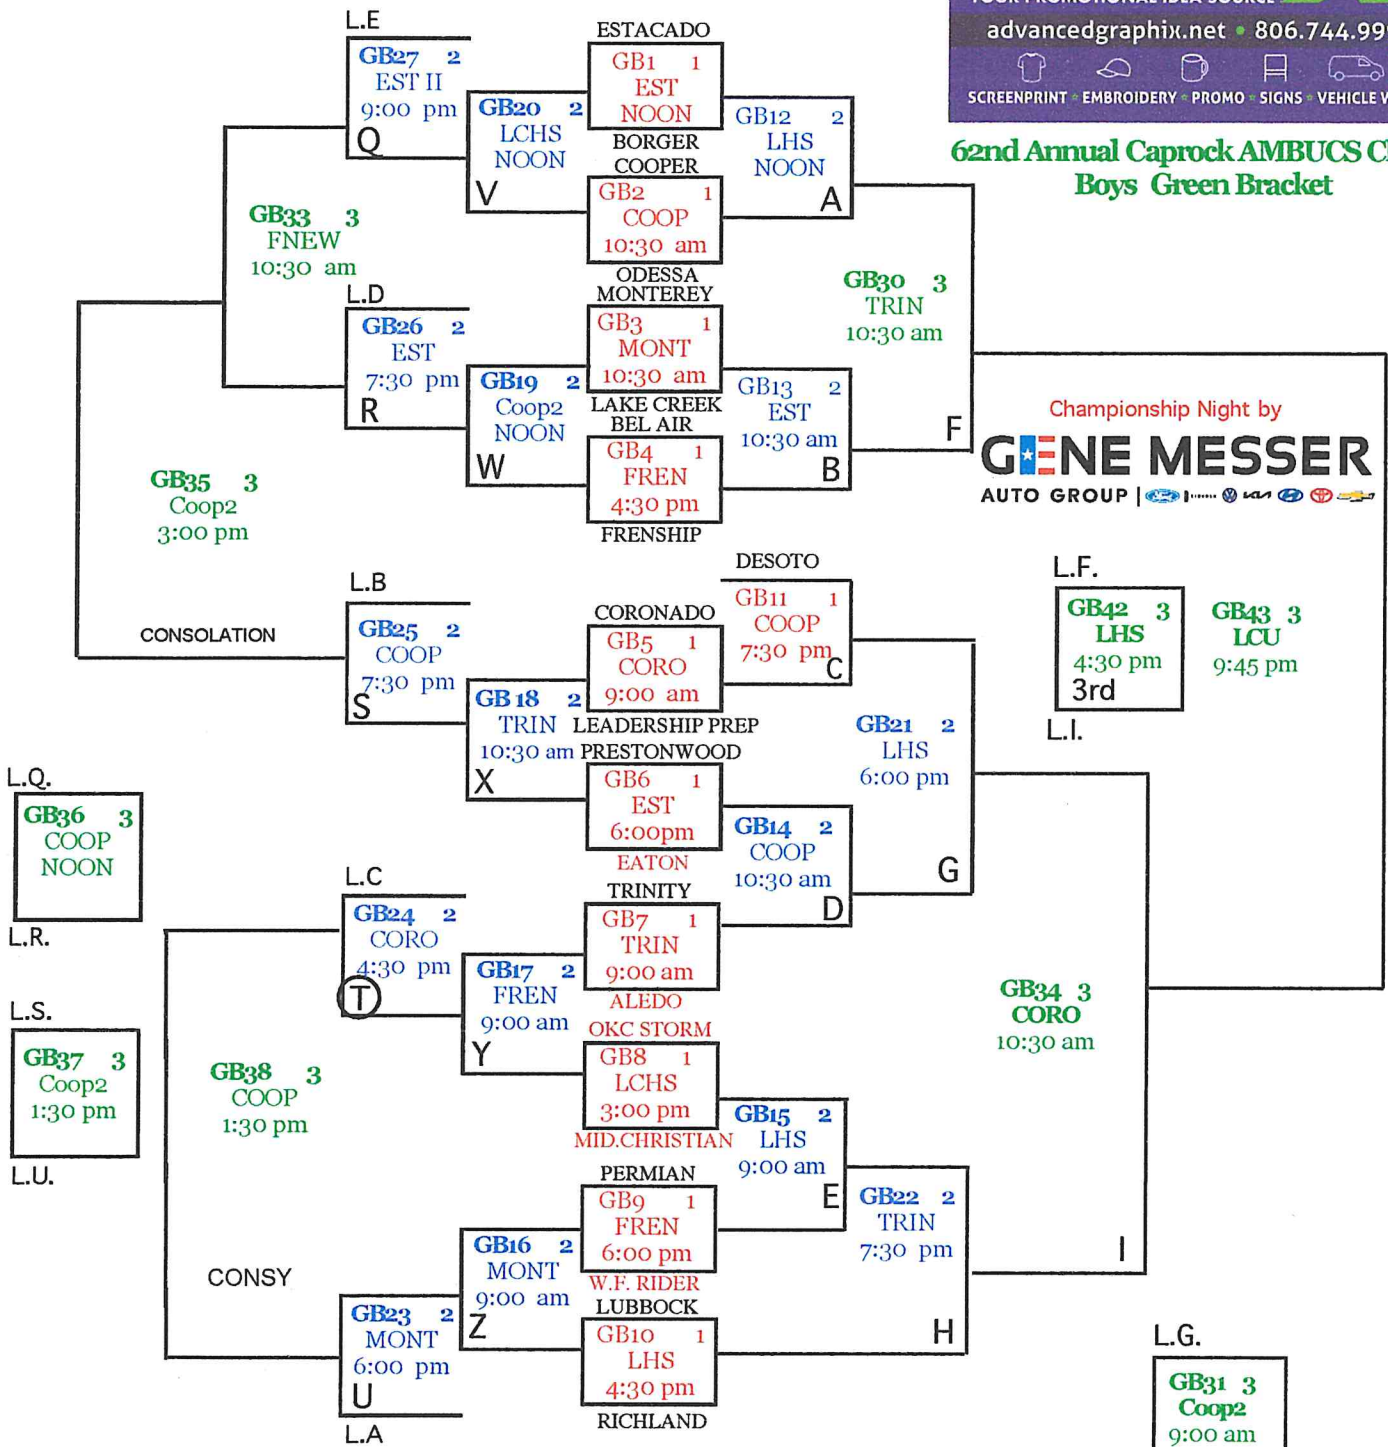 YOUR PROMOTIONAL IDEA SOURCE
advancedgraphix.net • 806.744.99
SCREENPRINT EMBROIDERY PROMO SIGNS VEHICLE W
62nd Annual Caprock AMBUCS C
Boys Green Bracket
L.E
GB27 2
EST II
9:00 pm
Q
GB20 2
LCHS
NOON
V
ESTACADO
GB1 1
EST
NOON
BORGER
COOPER
GB2 1
COOP
10:30 am
ODESSA
GB12 2
LHS
NOON
A
GB33 3
FNEW
10:30 am
L.D
GB26 2
EST
7:30 pm
R
GB19 2
Coop2
NOON
W
MONTEREY
GB3 1
MONT
10:30 am
LAKE CREEK
BEL AIR
GB4 1
FREN
4:30 pm
FRENSHIP
GB13 2
EST
10:30 am
B
GB30 3
TRIN
10:30 am
F
Championship Night by
GENE MESSER
AUTO GROUP
GB35 3
Coop2
3:00 pm
CONSOLATION
L.B
GB25 2
COOP
7:30 pm
S
GB 18 2
TRIN
10:30 am
X
CORONADO
GB5 1
CORO
9:00 am
LEADERSHIP PREP
PRESTONWOOD
GB6 1
EST
6:00pm
EATON
DESOTO
GB11 1
COOP
7:30 pm
C
GB14 2
COOP
10:30 am
D
GB21 2
LHS
6:00 pm
G
L.F.
GB42 3
LHS
4:30 pm
3rd
L.I.
GB43 3
LCU
9:45 pm
L.Q.
GB36 3
COOP
NOON
L.R.
L.S.
GB37 3
Coop2
1:30 pm
L.U.
GB38 3
COOP
1:30 pm
CONSY
L.C
GB24 2
CORO
4:30 pm
T
GB17 2
FREN
9:00 am
Y
TRINITY
GB7 1
TRIN
9:00 am
ALEDO
OKC STORM
GB8 1
LCHS
3:00 pm
MID.CHRISTIAN
GB15 2
LHS
9:00 am
E
GB34 3
CORO
10:30 am
I
PERMIAN
GB9 1
FREN
6:00 pm
W.F. RIDER
LUBBOCK
GB10 1
LHS
4:30 pm
RICHLAND
GB16 2
MONT
9:00 am
Z
GB23 2
MONT
6:00 pm
U
L.A
GB22 2
TRIN
7:30 pm
H
L.G.
GB31 3
Coop2
9:00 am